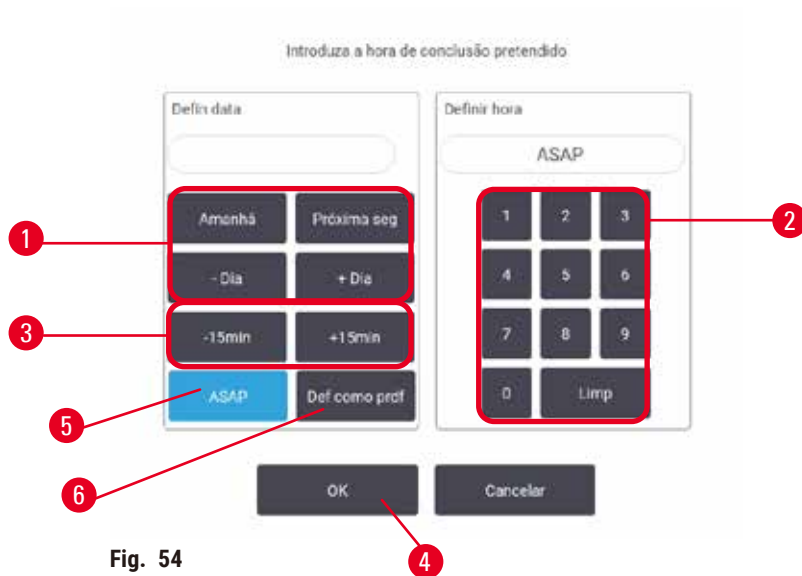 Introduza a hora de conclusão pretendido
Defin data
Definir hora
ASAP
Amanhã
Próxima seg
1
2
3
1
2
- Dia
+ Dia
4
5
6
3
-15min
+15min
7
8
9
ASAP
Def como prdf
0
Limp
5
6
OK
Cancelar
4
Fig. 54